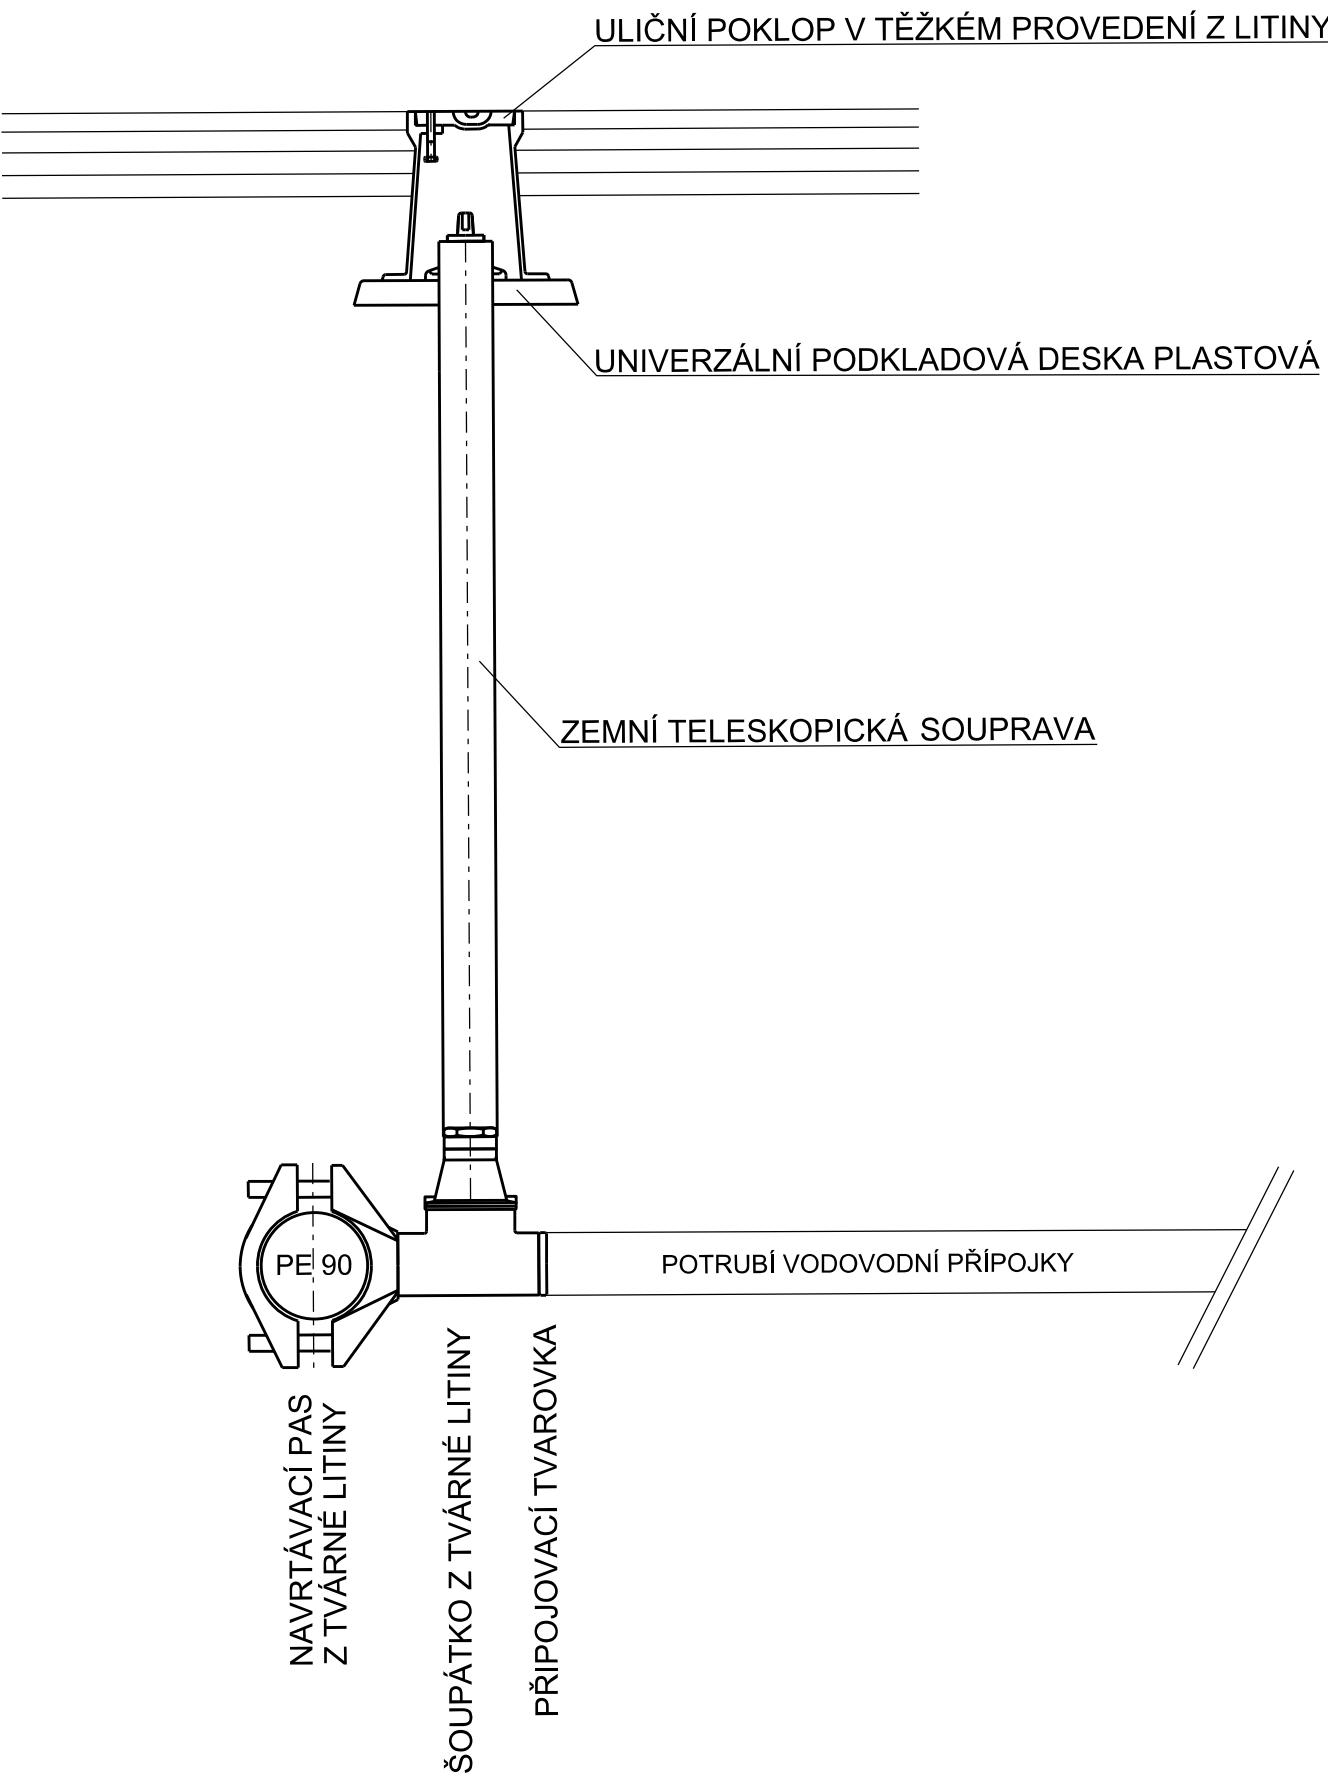 ULIČNÍ POKLOP V TĚŽKÉM PROVEDENÍ Z LITINY
UNIVERZÁLNÍ PODKLADOVÁ DESKA PLASTOVÁ
ZEMNÍ TELESKOPICKÁ SOUPRAVA
PE 90
POTRUBÍ VODOVODNÍ PŘÍPOJKY
NAVRTÁVACÍ PAS
Z TVÁRNÉ LITINY
ŠOUPÁTKO Z TVÁRNÉ LITINY
PŘIPOJOVACÍ TVAROVKA